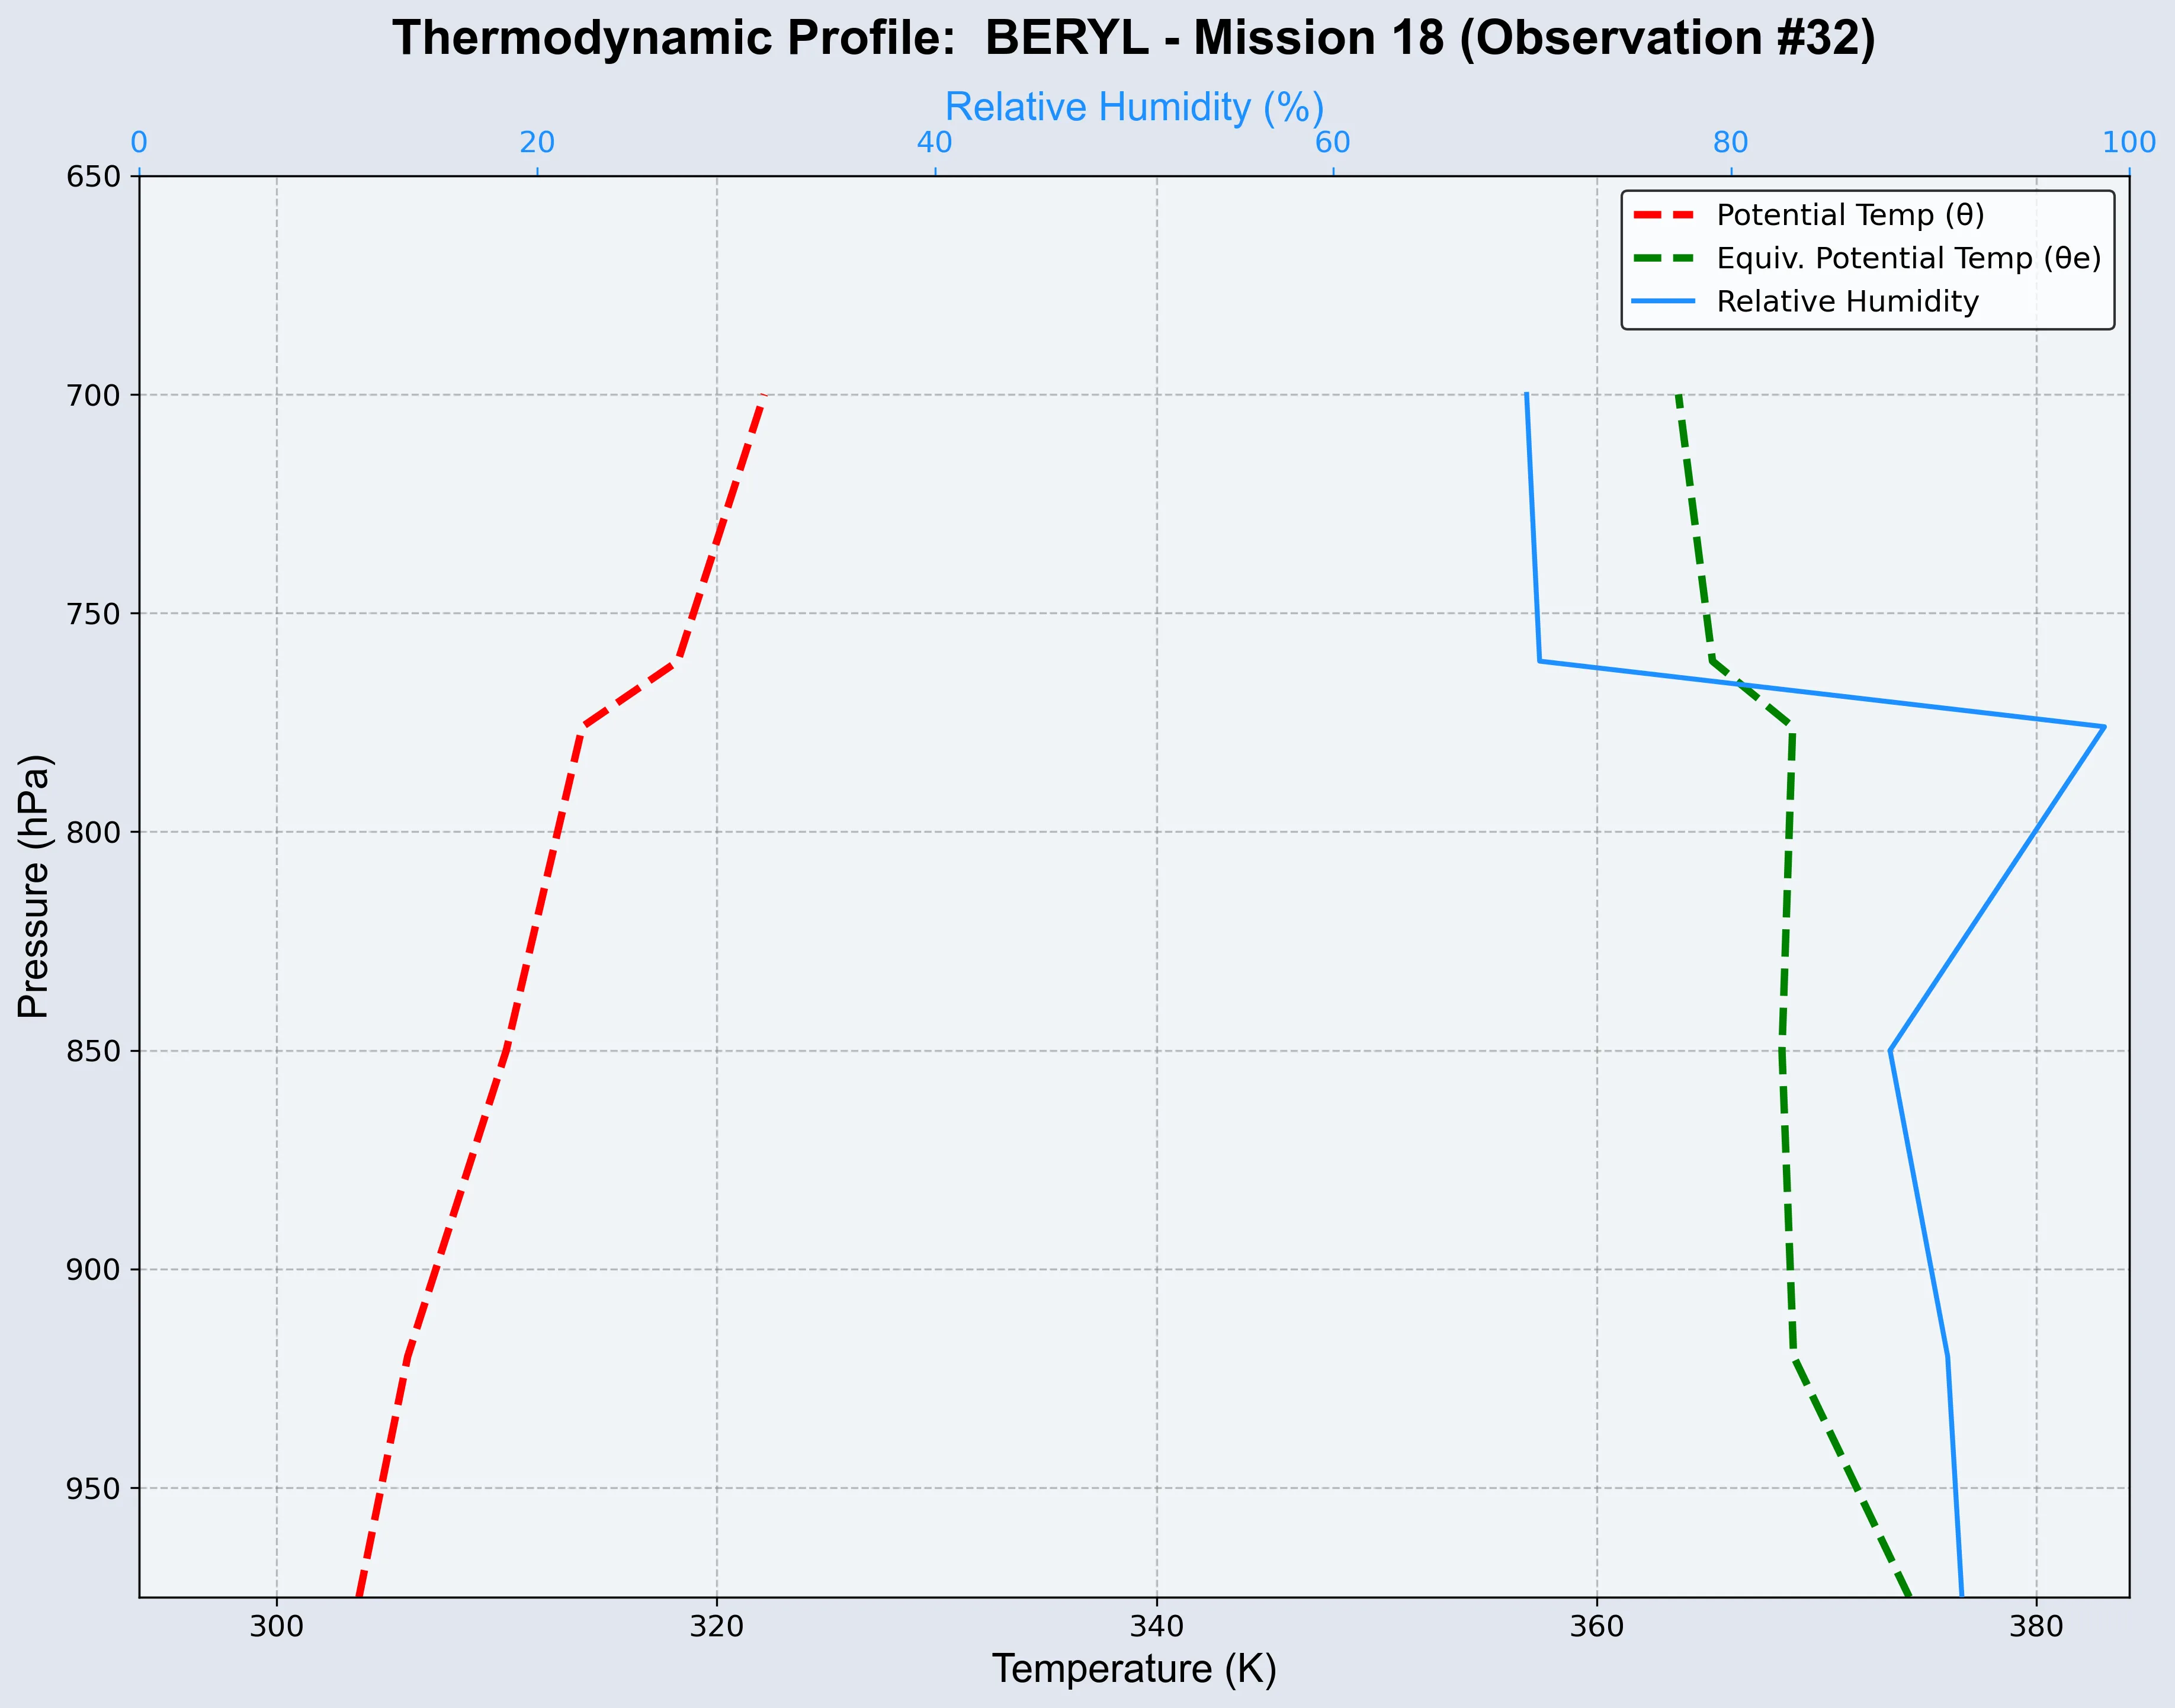 Thermodynamic Profile:  BERYL - Mission 18 (Observation #32)
Relative Humidity (%)
0 20 40 60 80 100
Potential Temp (θ)
Equiv. Potential Temp (θe)
Relative Humidity
Pressure (hPa)
650
700
750
800
850
900
950
300 320 340 360 380
Temperature (K)